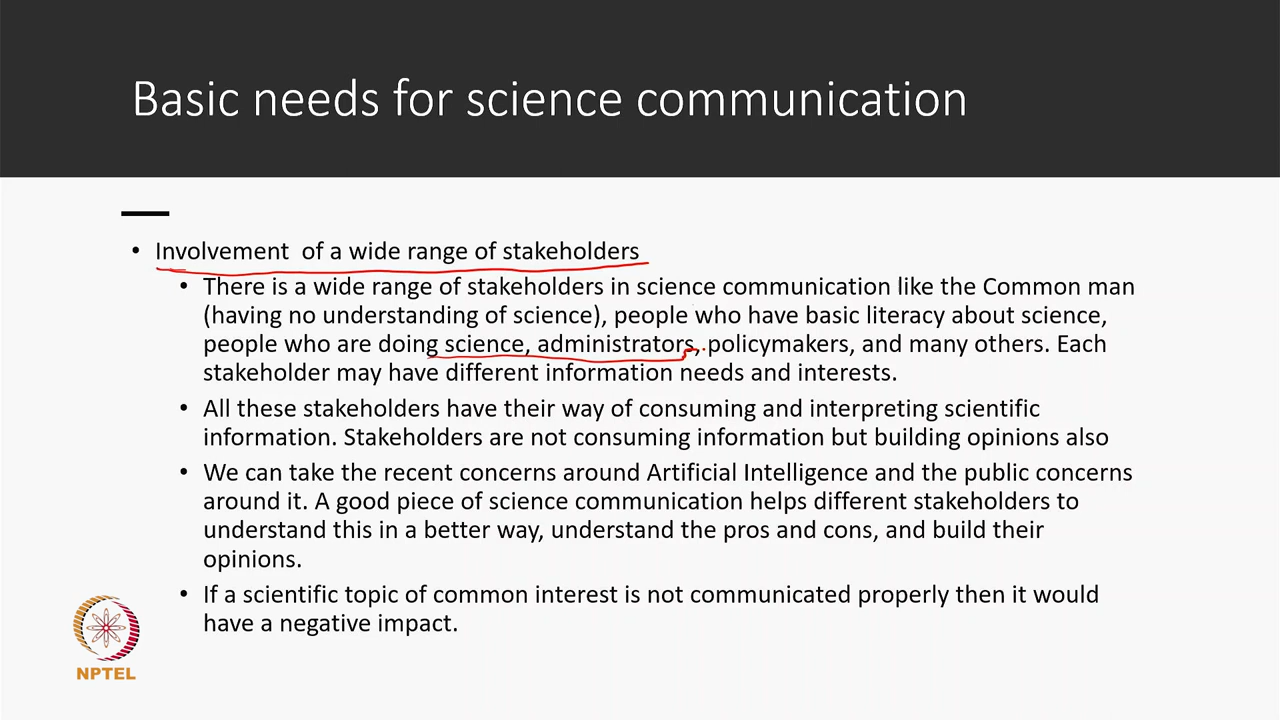 Basic needs for science communication
• Involvement  of a wide range of stakeholders
• There is a wide range of stakeholders in science communication like the Common man
(having no understanding of science), people who have basic literacy about science,
people who are doing science, administrators, policymakers, and many others. Each
stakeholder may have different information needs and interests.
• All these stakeholders have their way of consuming and interpreting scientific
information. Stakeholders are not consuming information but building opinions also
• We can take the recent concerns around Artificial Intelligence and the public concerns
around it. A good piece of science communication helps different stakeholders to
understand this in a better way, understand the pros and cons, and build their
opinions.
• If a scientific topic of common interest is not communicated properly then it would
have a negative impact.
NPTEL